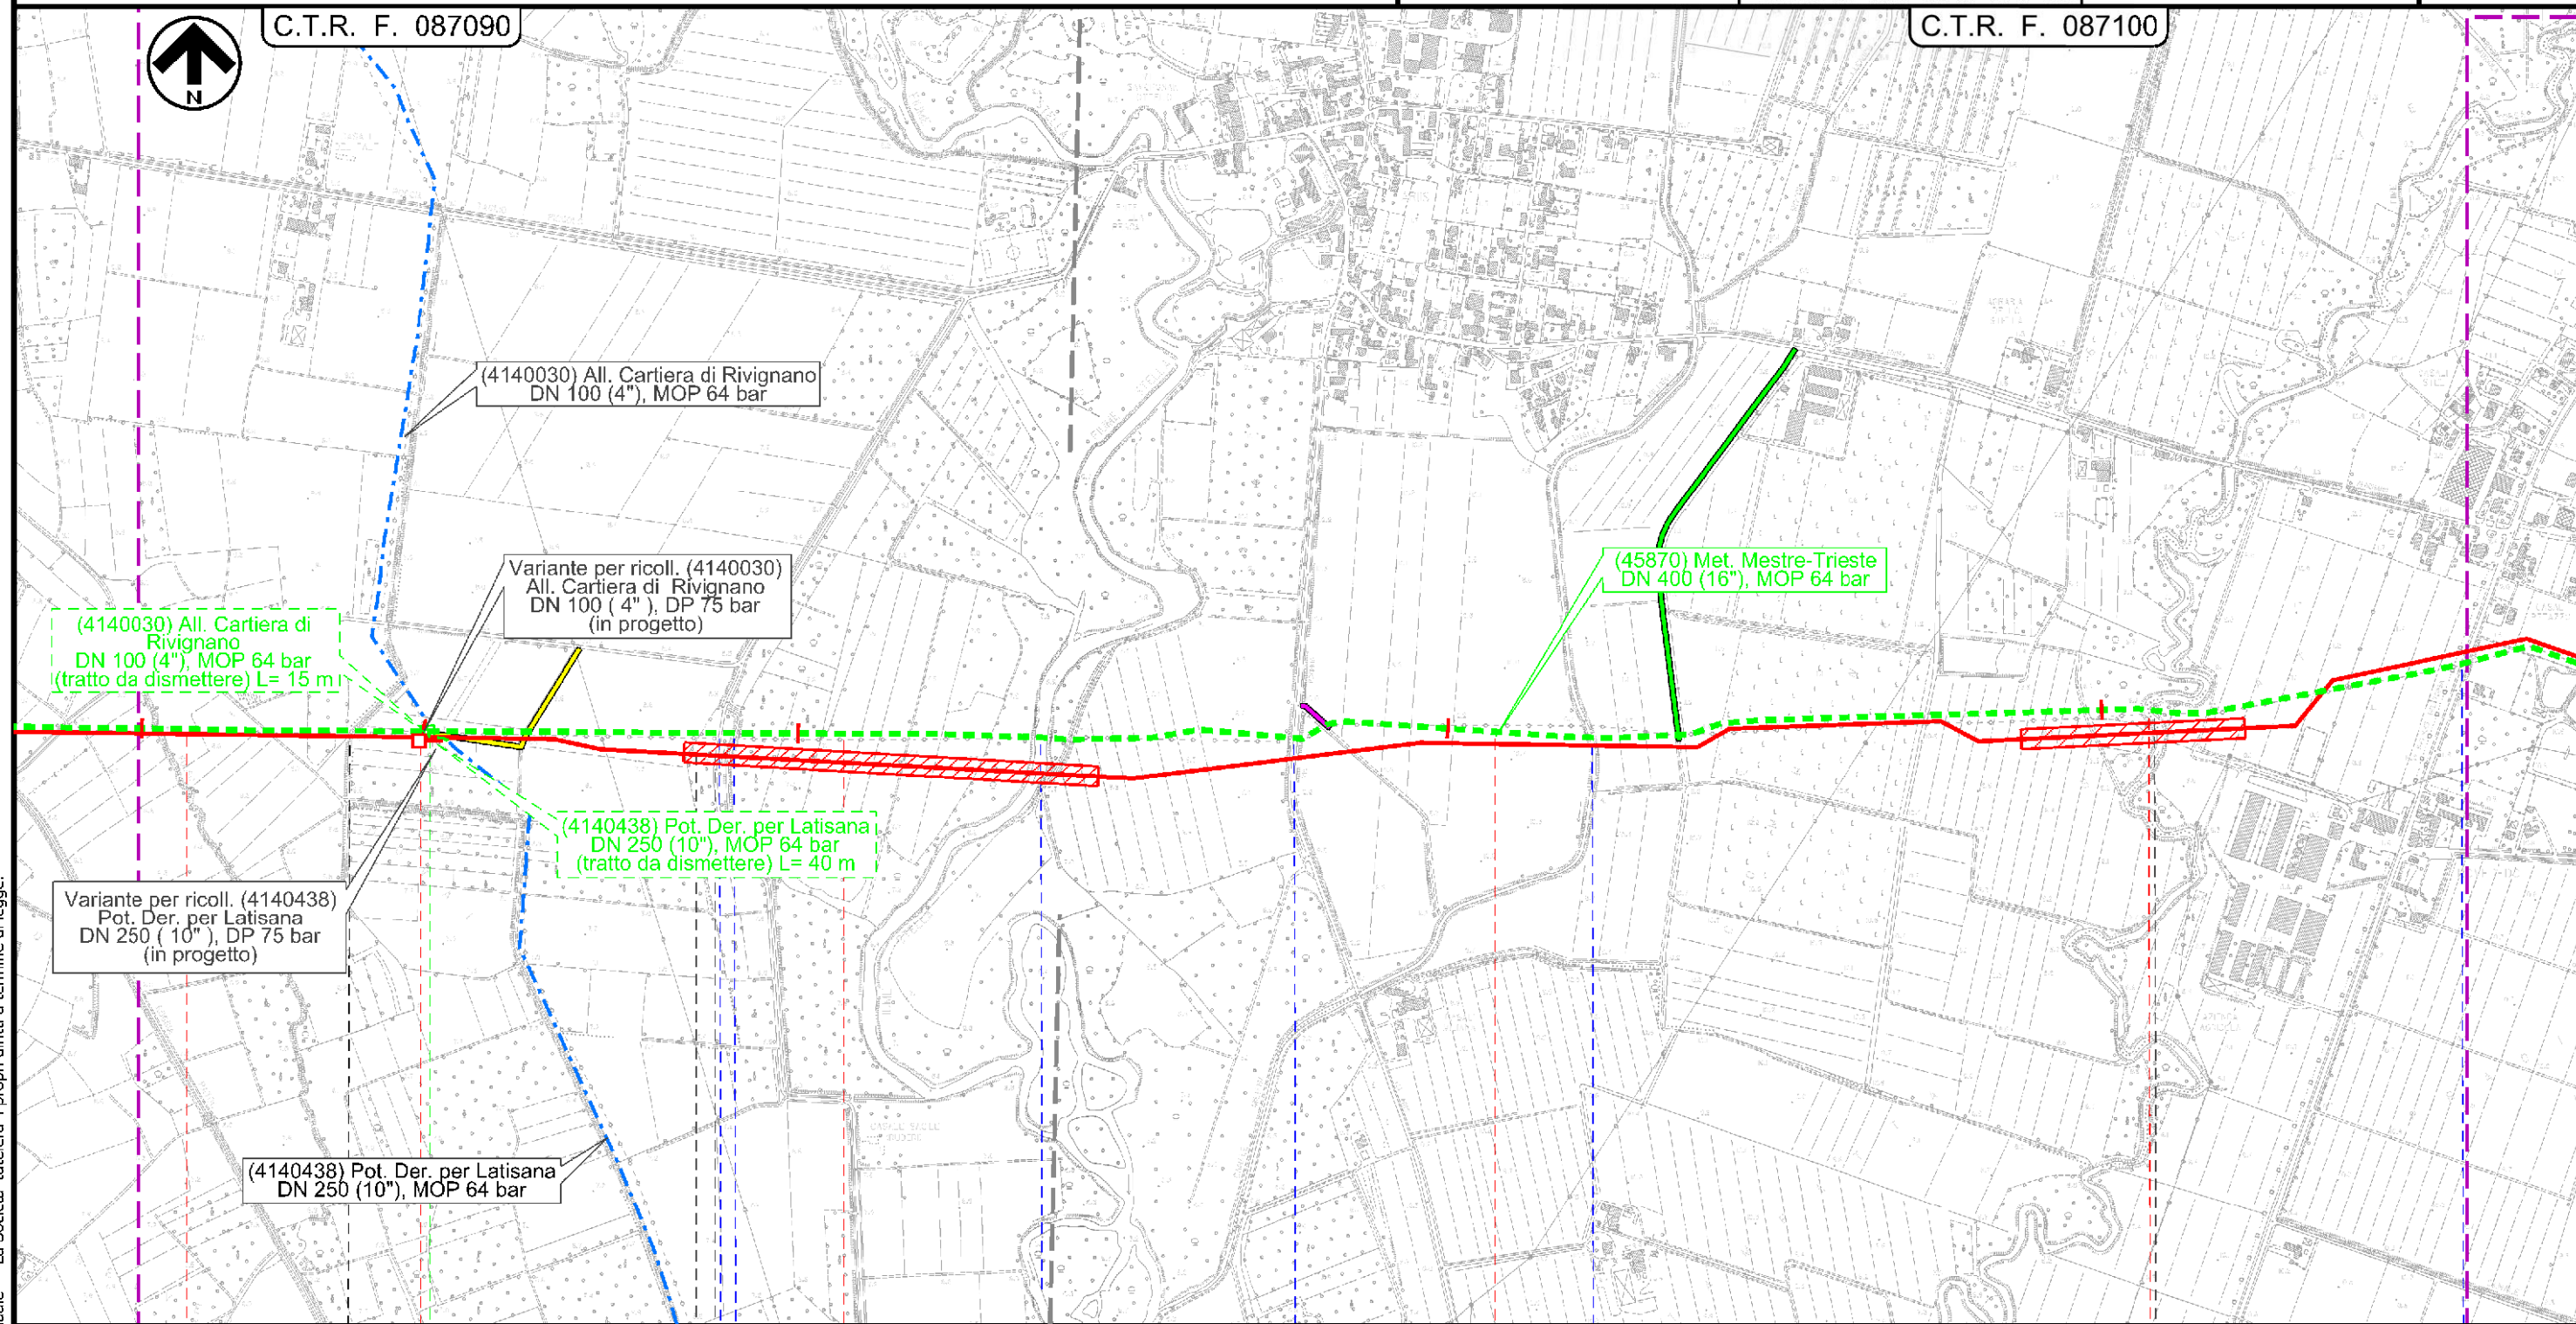 C.T.R. F. 087090
C.T.R. F. 087100
N
(4140030) All. Cartiera di Rivignano
DN 100 (4"), MOP 64 bar
Variante per ricoll. (4140030)
All. Cartiera di Rivignano
DN 100 ( 4" ), DP 75 bar
(in progetto)
(45870) Met. Mestre-Trieste
DN 400 (16"), MOP 64 bar
(4140030) All. Cartiera di
Rivignano
DN 100 (4"), MOP 64 bar
(tratto da dismettere) L= 15 m
(4140438) Pot. Der. per Latisana
DN 250 (10"), MOP 64 bar
(tratto da dismettere) L= 40 m
Variante per ricoll. (4140438)
Pot. Der. per Latisana
DN 250 ( 10" ), DP 75 bar
(in progetto)
(4140438) Pot. Der. per Latisana
DN 250 (10"), MOP 64 bar